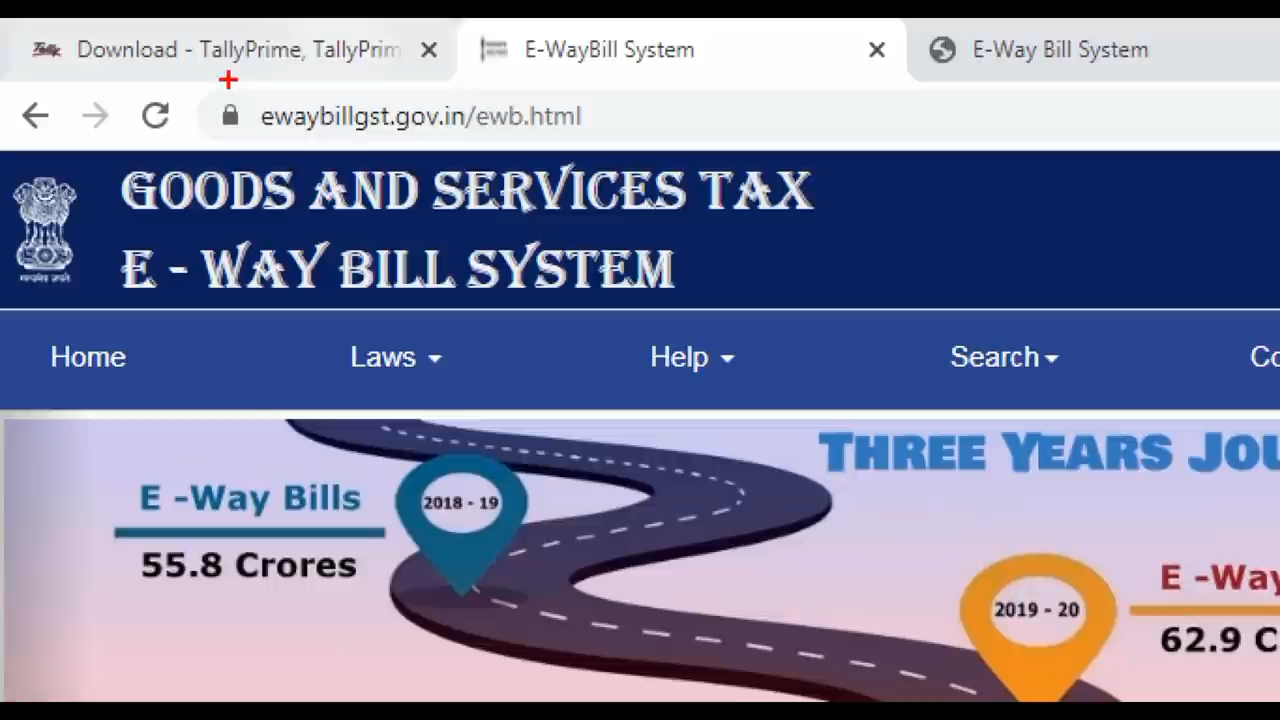 Download - TallyPrime, TallyPrim
E-WayBill System
E-Way Bill System
ewaybillgst.gov.in/ewb.html
GOODS AND SERVICES TAX
E - WAY BILL SYSTEM
Home Laws Help Search Co
THREE YEARS JOU
E -Way Bills
2018 - 19
55.8 Crores
E -Way
2019 - 20
62.9 C